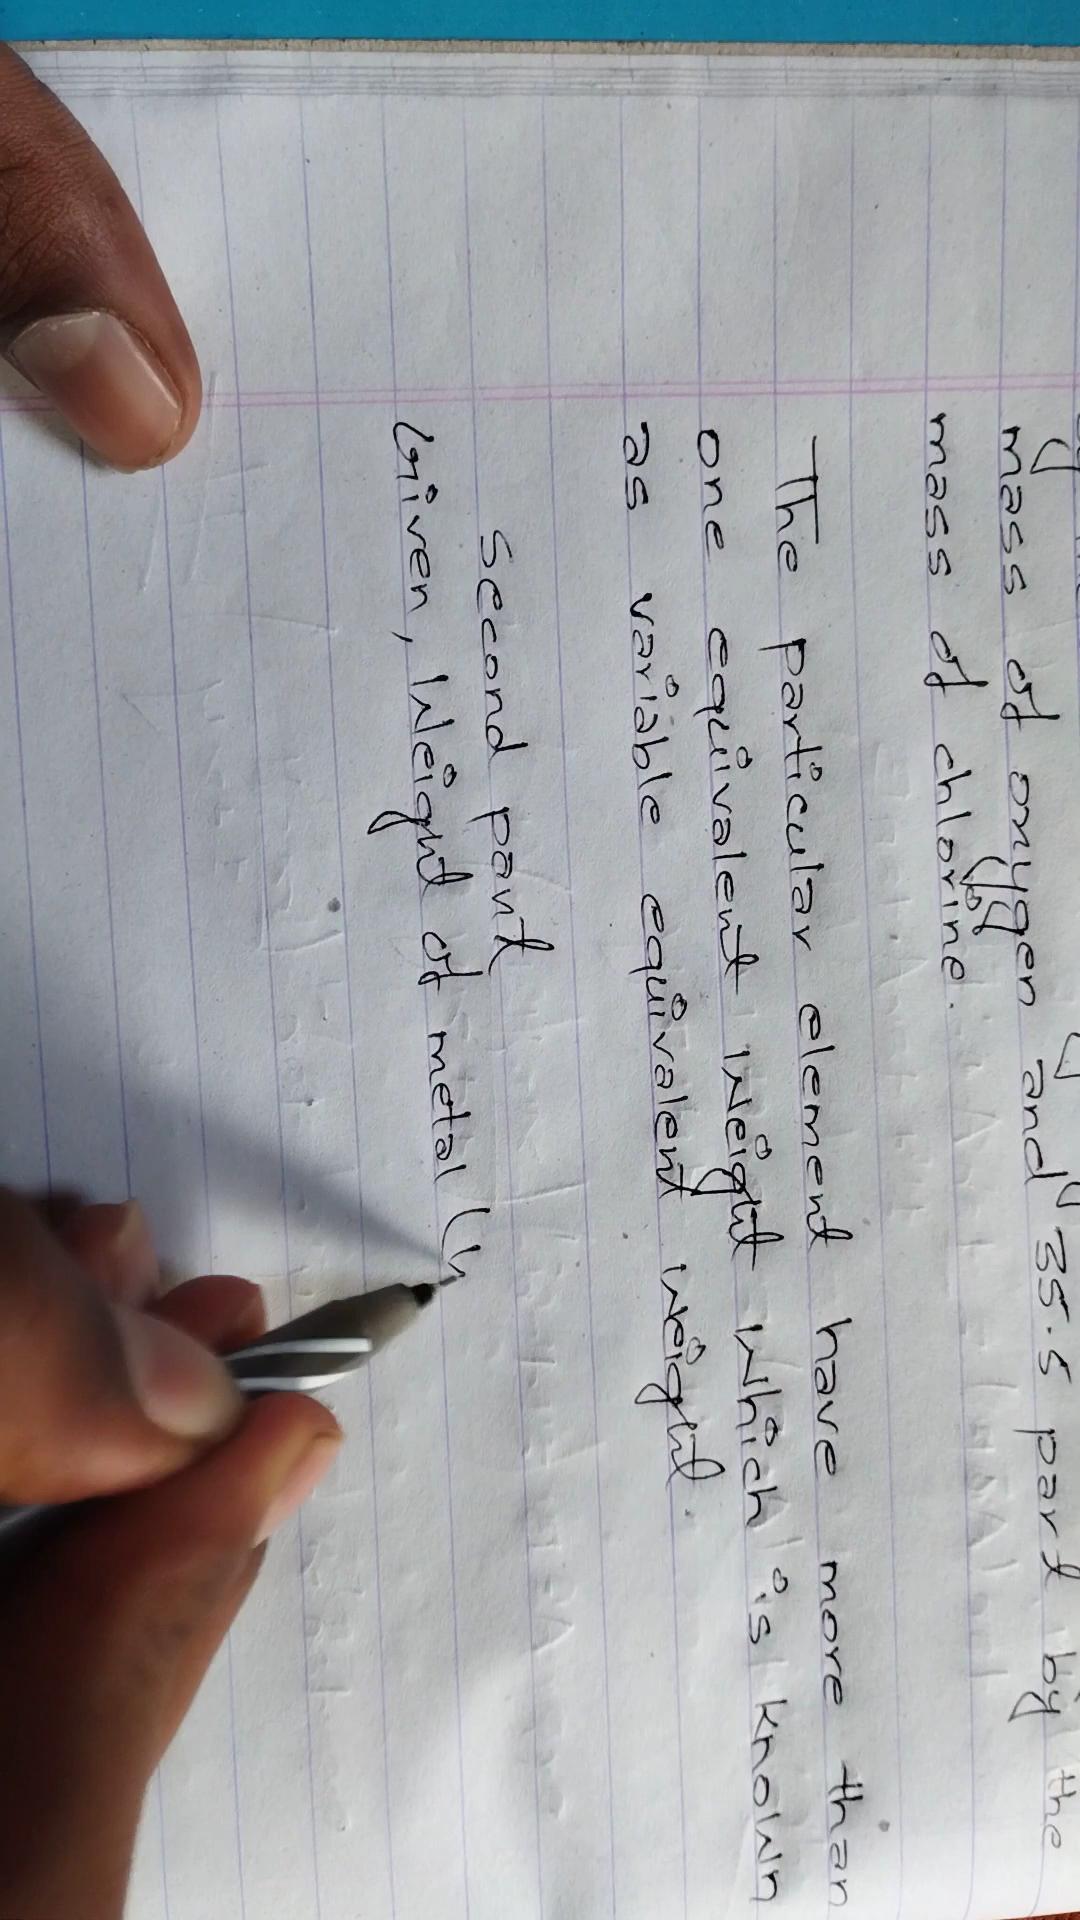 mass of oxygen and 35.5 part by the
mass of chlorine.
by
The particular element have more than
one equivalent weight which is known
as variable equivalent weight.
Second part
Given, Weight of metal (